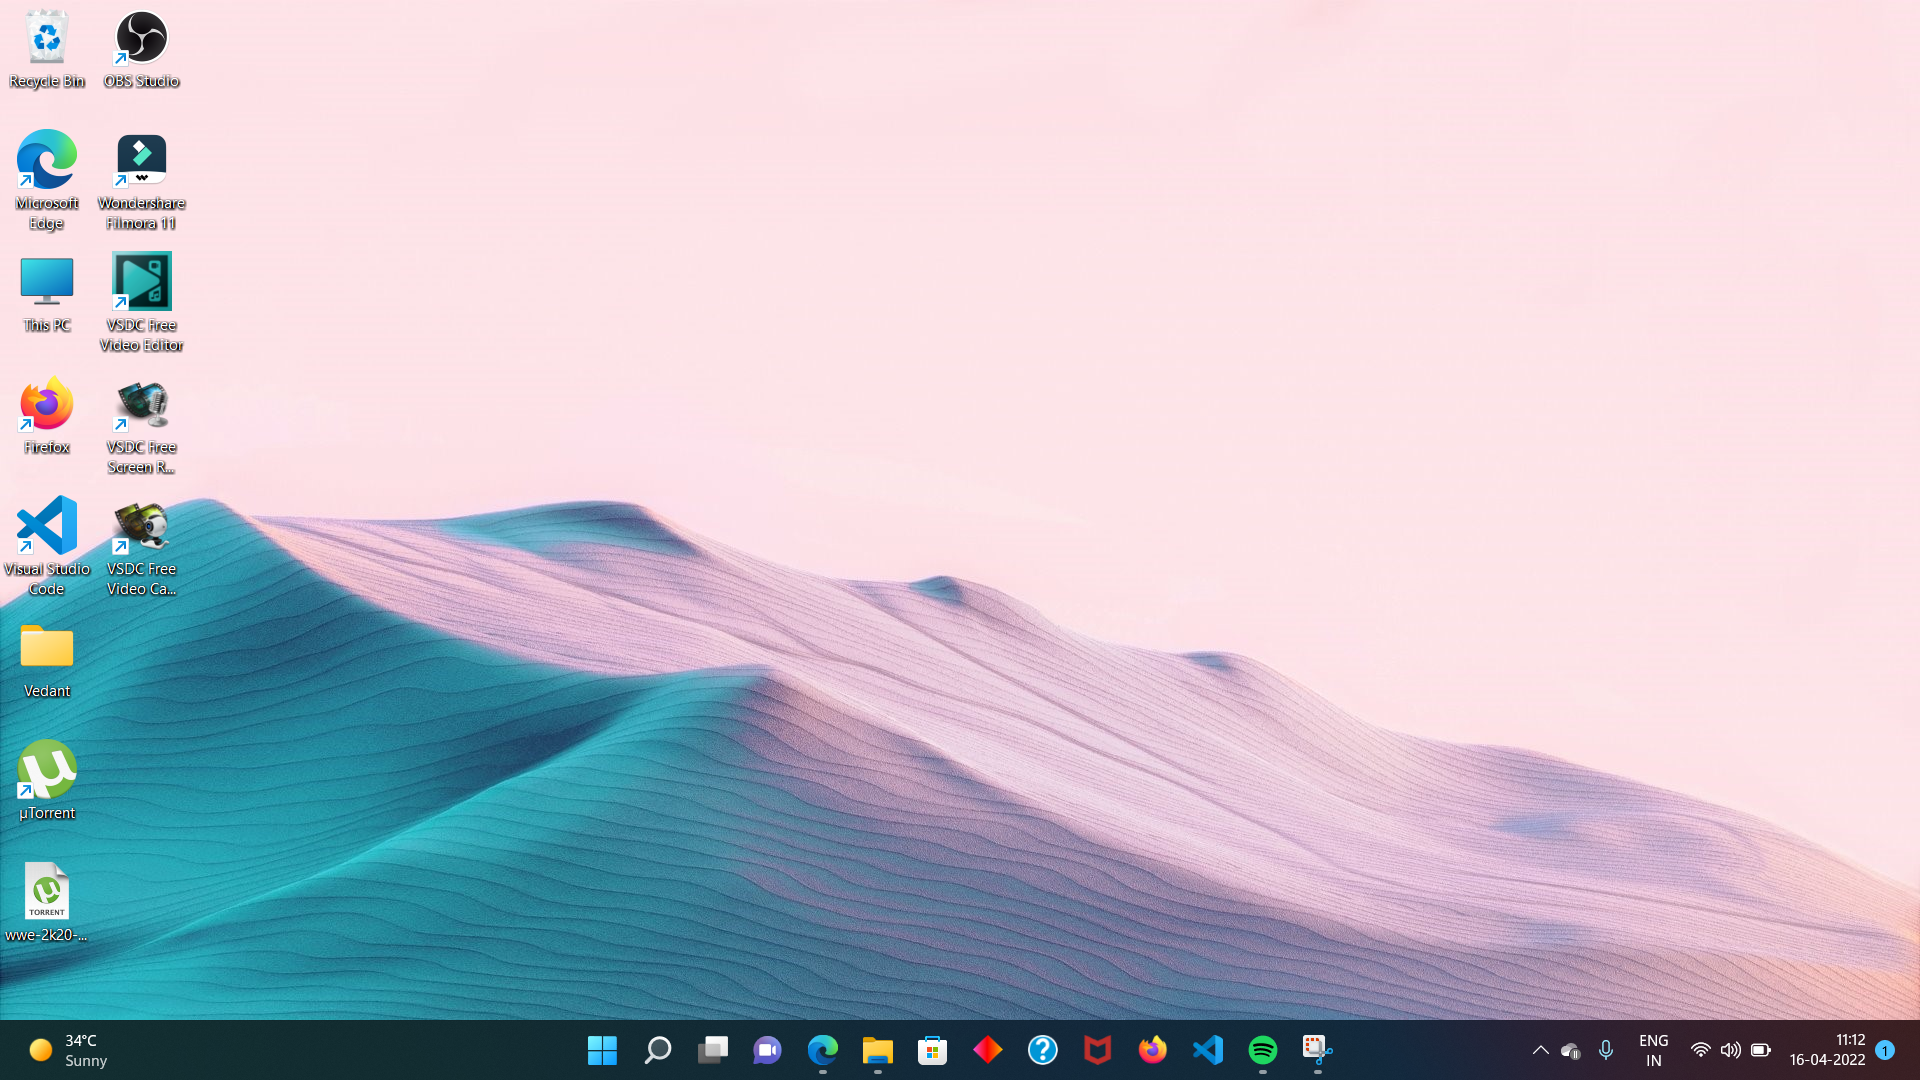 Recycle Bin
OBS Studio
Microsoft
Edge
Wondershare
Filmora 11
This PC
VSDC Free
Video Editor
Firefox
VSDC Free
Screen R...
Visual Studio
Code
VSDC Free
Video Ca...
Vedant
µTorrent
TORRENT
wwe-2k20-...
34°C
Sunny
ENG
IN
11:12
16-04-2022
1